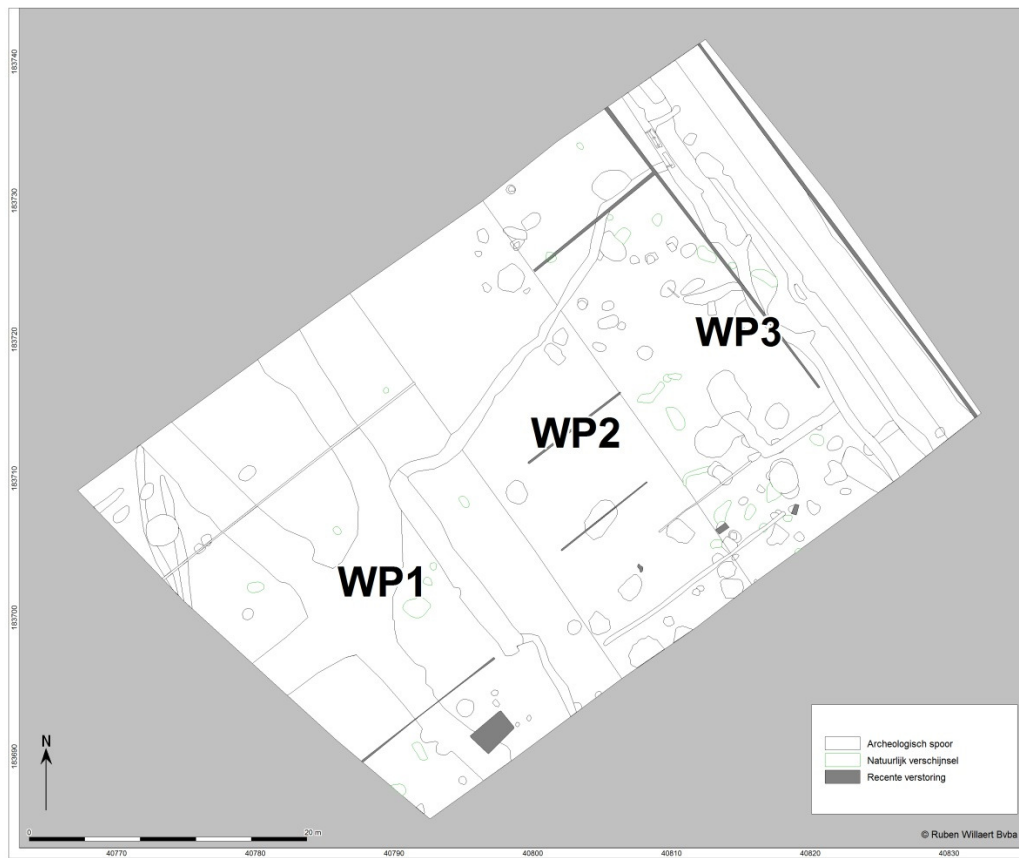 183740
183730
183720
183710
183700
183690
WP3
WP2
WP1
N
0
20 m
Archeologisch spoor
Natuurlijk verschijnsel
Recente verstoring
© Ruben Willaert Bvba
40770
40780
40790
40800
40810
40820
40830